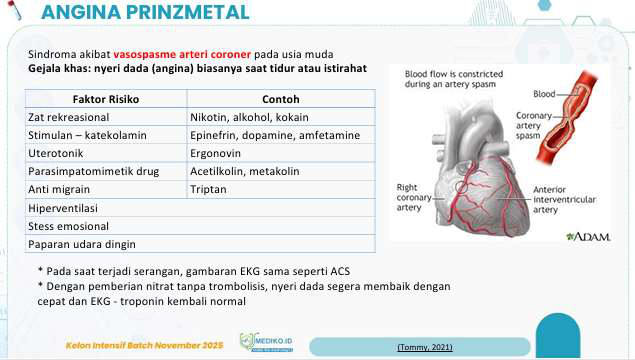 ANGINA PRINZMETAL
Sindroma akibat vasospasme arteri coroner pada usia muda
Gejala khas: nyeri dada (angina) biasanya saat tidur atau istirahat
Faktor Risiko Contoh
Zat rekreasional Nikotin, alkohol, kokain
Stimulan – katekolamin Epinefrin, dopamine, amfetamine
Uterotonik Ergonovin
Parasimpatomimetik drug Acetilkolin, metakolin
Anti migrain Triptan
Hiperventilasi
Stess emosional
Paparan udara dingin
Blood flow is constricted
during an artery spasm
Blood
Coronary
artery
spasm
Right
coronary
artery
Anterior
interventricular
artery
ADAM.
* Pada saat terjadi serangan, gambaran EKG sama seperti ACS
* Dengan pemberian nitrat tanpa trombolisis, nyeri dada segera membaik dengan
cepat dan EKG - troponin kembali normal
Kelon Intensif Batch November 2025
MEDIKO.ID
(Tommy, 2021)